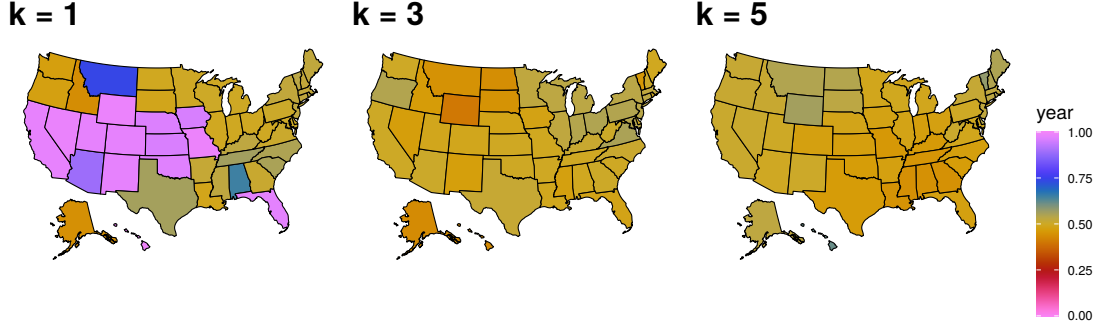 k = 1
k = 3
k = 5
year
1.00
0.75
0.50
0.25
0.00